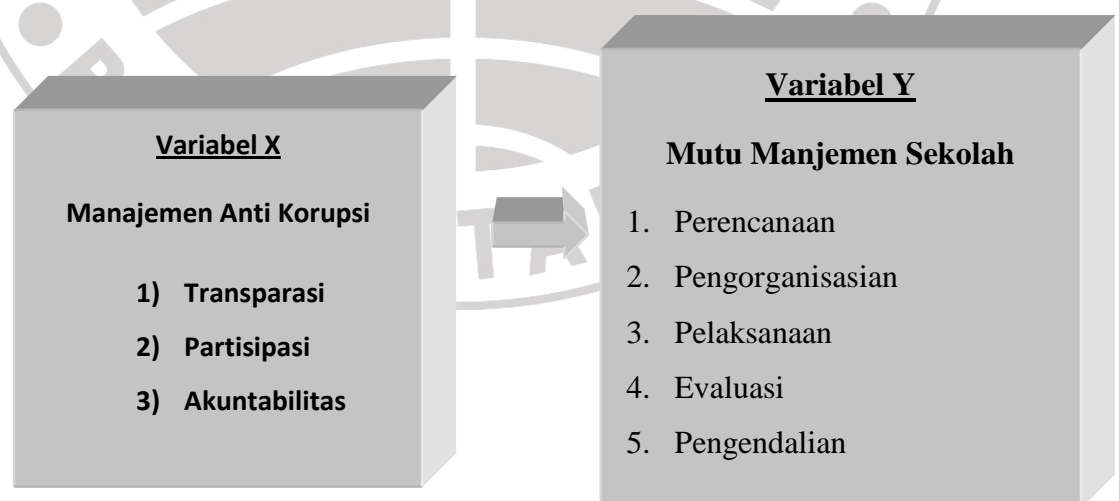 Variabel X
Manajemen Anti Korupsi
1) Transparasi
2) Partisipasi
3) Akuntabilitas
Variabel Y
Mutu Manjemen Sekolah
1. Perencanaan
2. Pengorganisasian
3. Pelaksanaan
4. Evaluasi
5. Pengendalian